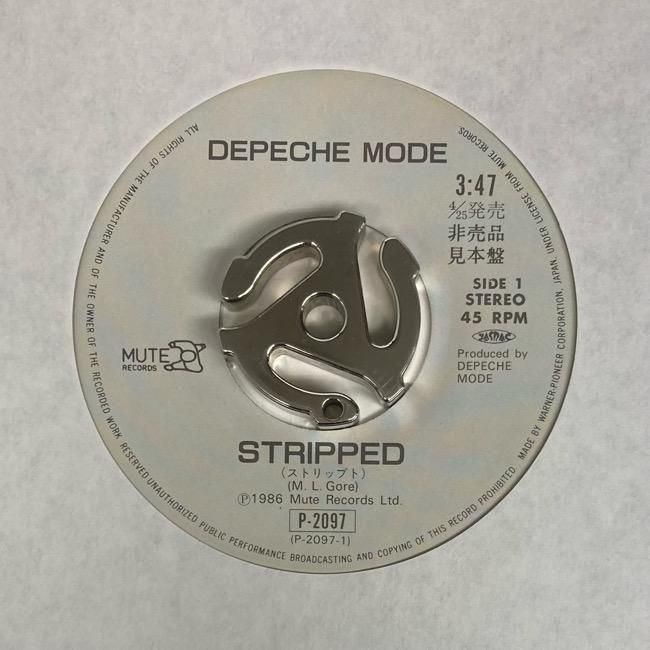 DEPECHE MODE
3:47
4/25発売
非売品
見本盤
SIDE 1
STEREO
45 RPM
JASRAC
Produced by
DEPECHE
MODE
MUTE
RECORDS
STRIPPED
(ストリップト)
(M. L. Gore)
Ⓟ1986 Mute Records Ltd.
P-2097
(P-2097-1)
ALL RIGHTS OF THE MANUFACTURER AND OF THE OWNER OF THE RECORDED WORK RESERVED UNAUTHORIZED PUBLIC PERFORMANCE BROADCASTING AND COPYING OF THIS RECORD PROHIBITED. MADE BY WARNER-PIONEER CORPORATION, JAPAN. UNDER LICENSE FROM MUTE RECORDS